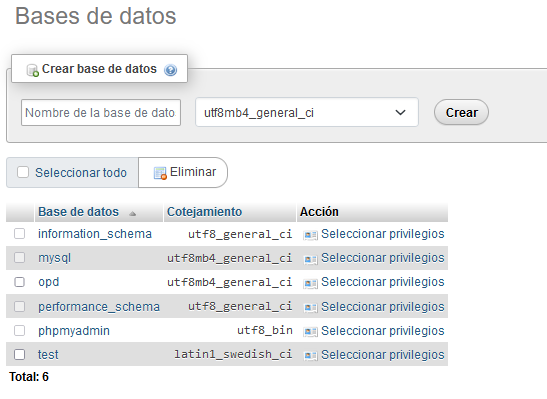 Bases de datos
Crear base de datos
Nombre de la base de dato utf8mb4_general_ci Crear
Seleccionar todo Eliminar
Base de datos Cotejamiento Acción
information_schema utf8_general_ci Seleccionar privilegios
mysql utf8mb4_general_ci Seleccionar privilegios
opd utf8mb4_general_ci Seleccionar privilegios
performance_schema utf8_general_ci Seleccionar privilegios
phpmyadmin utf8_bin Seleccionar privilegios
test latin1_swedish_ci Seleccionar privilegios
Total: 6